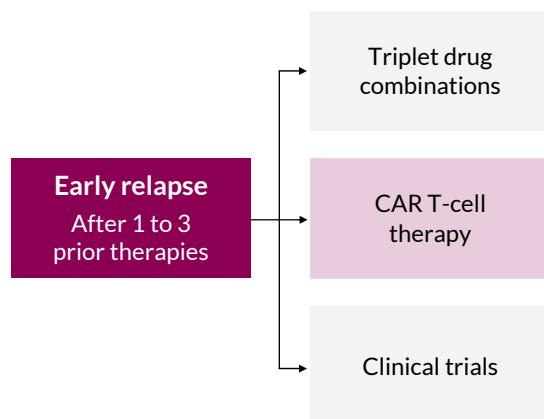 Early relapse
After 1 to 3
prior therapies
Triplet drug
combinations
CAR T-cell
therapy
Clinical trials